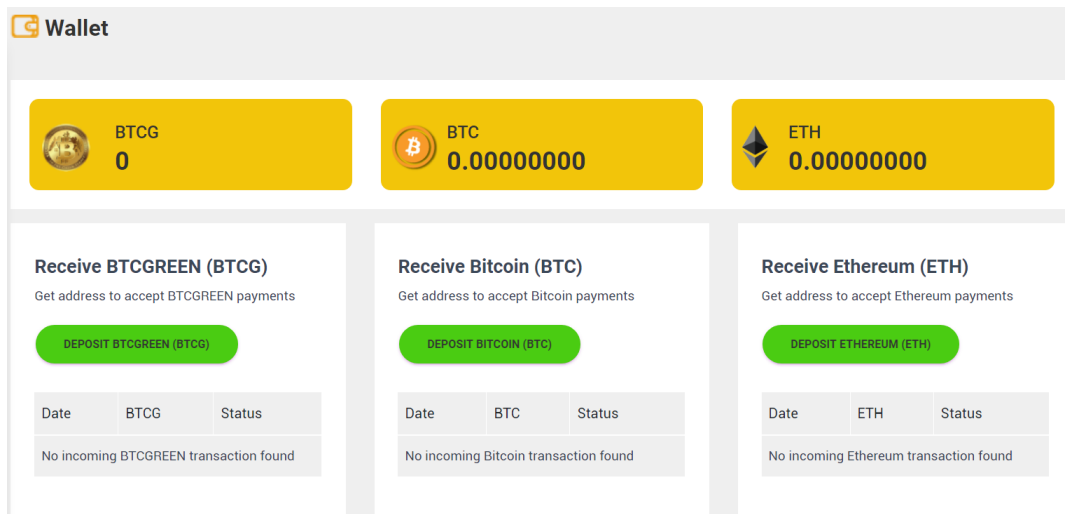 Wallet
BTCG
0
BTC
0.00000000
ETH
0.00000000
Receive BTCGREEN (BTCG)
Get address to accept BTCGREEN payments
DEPOSIT BTCGREEN (BTCG)
Date BTCG Status
No incoming BTCGREEN transaction found
Receive Bitcoin (BTC)
Get address to accept Bitcoin payments
DEPOSIT BITCOIN (BTC)
Date BTC Status
No incoming Bitcoin transaction found
Receive Ethereum (ETH)
Get address to accept Ethereum payments
DEPOSIT ETHEREUM (ETH)
Date ETH Status
No incoming Ethereum transaction found